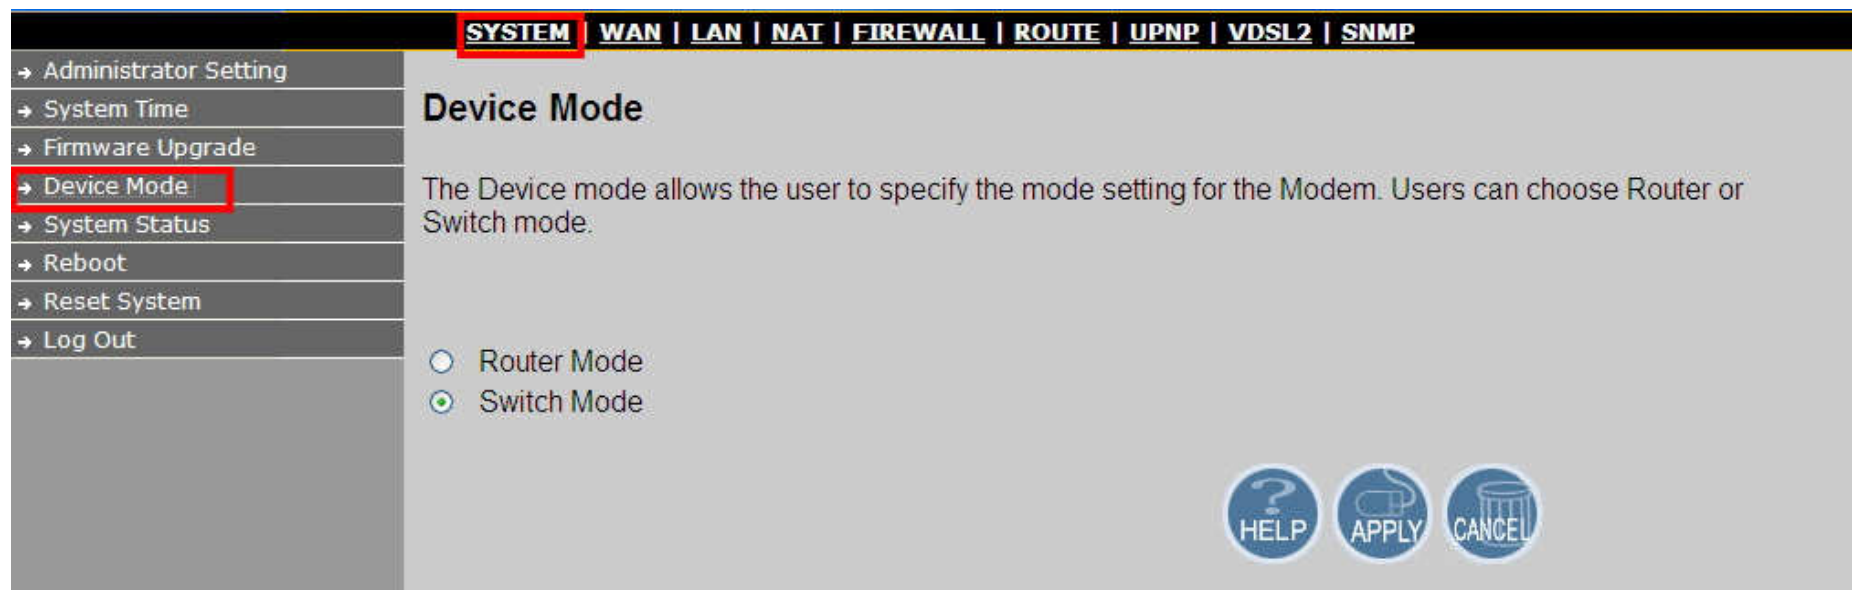 SYSTEM | WAN | LAN | NAT | FIREWALL | ROUTE | UPNP | VDSL2 | SNMP
Administrator Setting
System Time
Firmware Upgrade
Device Mode
System Status
Reboot
Reset System
Log Out
Device Mode
The Device mode allows the user to specify the mode setting for the Modem. Users can choose Router or
Switch mode.
Router Mode
Switch Mode
HELP APPLY CANCEL